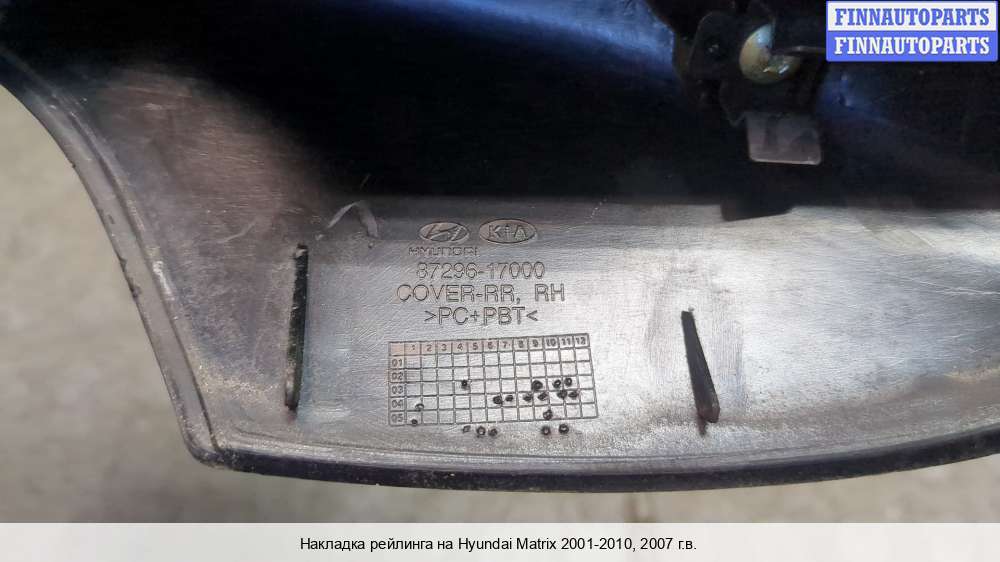 FINNAUTOPARTS
FINNAUTOPARTS
KIA
HYUNDAI
87296-17000
COVER-RR, RH
>PC+PBT<
1 2 3 4 5 6 7 8 9 10 11 12
01
02
03
04
05
Накладка рейлинга на Hyundai Matrix 2001-2010, 2007 г.в.